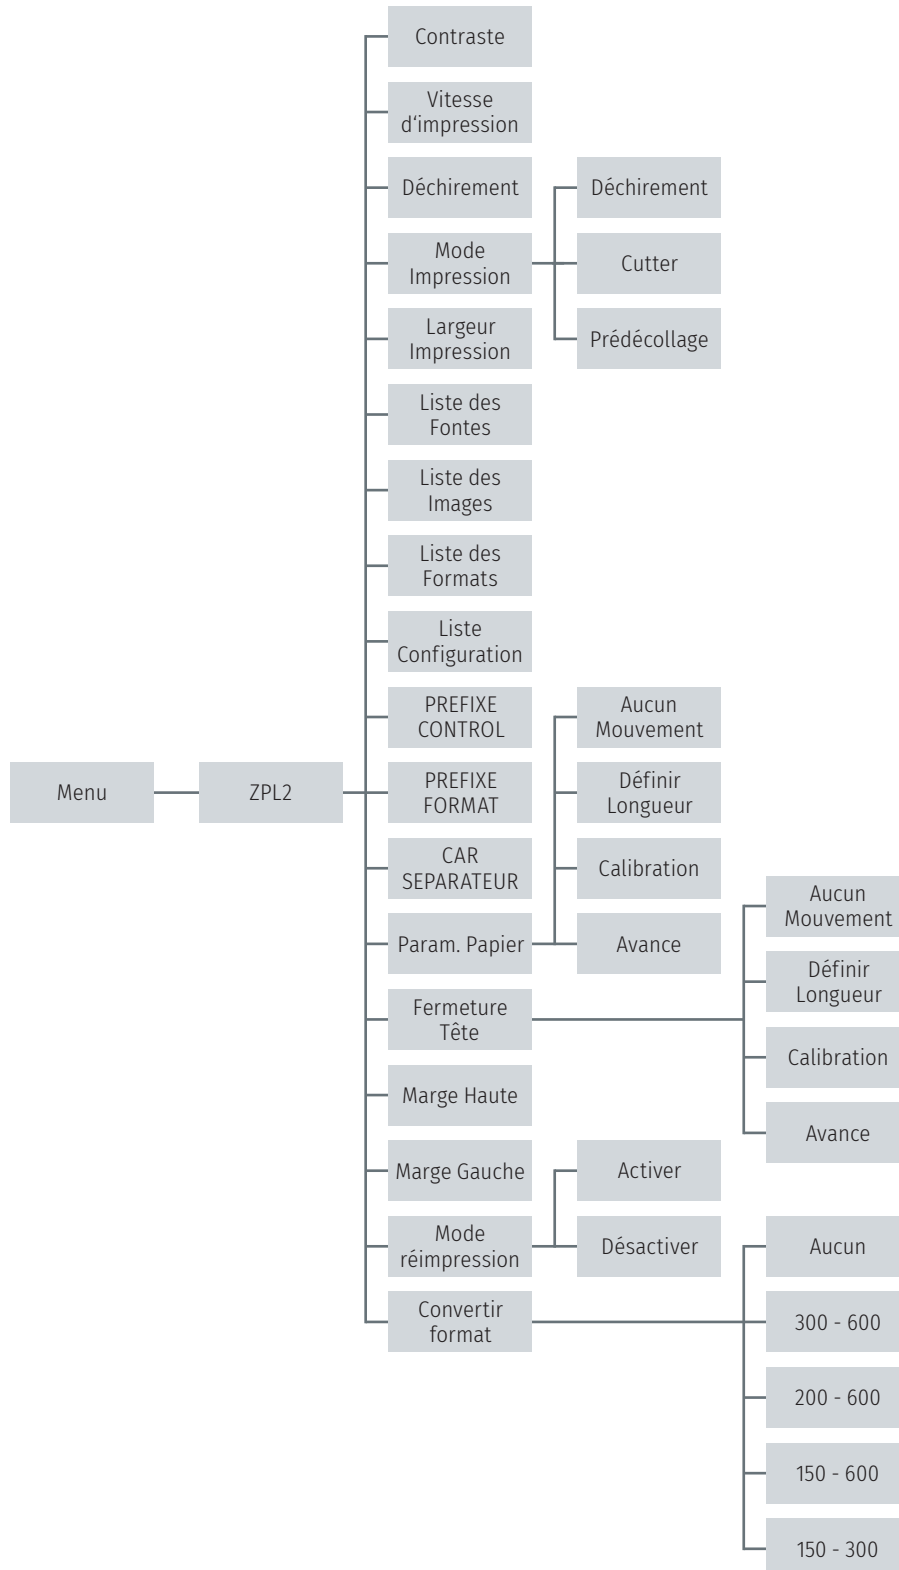 Contraste
Vitesse
d‘impression
Déchirement
Déchirement
Mode
Impression
Cutter
Largeur
Impression
Prédécollage
Liste des
Fontes
Liste des
Images
Liste des
Formats
Liste
Configuration
PREFIXE
CONTROL
Aucun
Mouvement
Menu
ZPL2
PREFIXE
FORMAT
Définir
Longueur
CAR
SEPARATEUR
Calibration
Aucun
Mouvement
Param. Papier
Avance
Définir
Longueur
Fermeture
Tête
Calibration
Marge Haute
Avance
Marge Gauche
Activer
Mode
réimpression
Désactiver
Aucun
Convertir
format
300 - 600
200 - 600
150 - 600
150 - 300